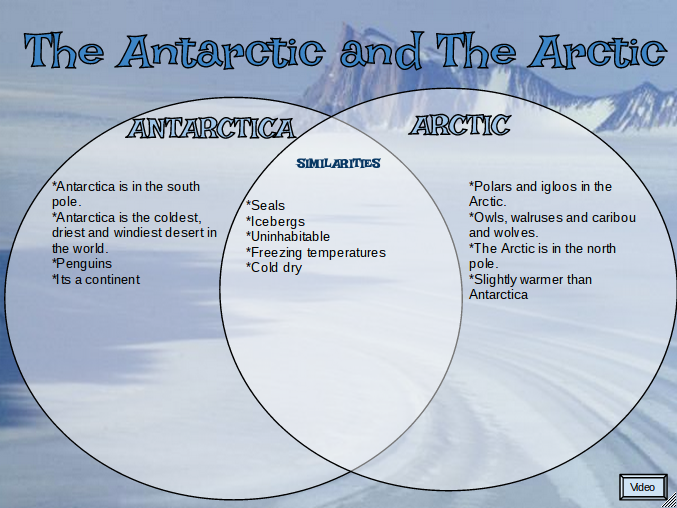 The Antarctic and The Arctic
ANTARCTICA
ARCTIC
SIMILARITIES
*Antarctica is in the south
pole.
*Antarctica is the coldest,
driest and windiest desert in
the world.
*Penguins
*Its a continent
*Seals
*Icebergs
*Uninhabitable
*Freezing temperatures
*Cold dry
*Polars and igloos in the
Arctic.
*Owls, walruses and caribou
and wolves.
*The Arctic is in the north
pole.
*Slightly warmer than
Antarctica
Video